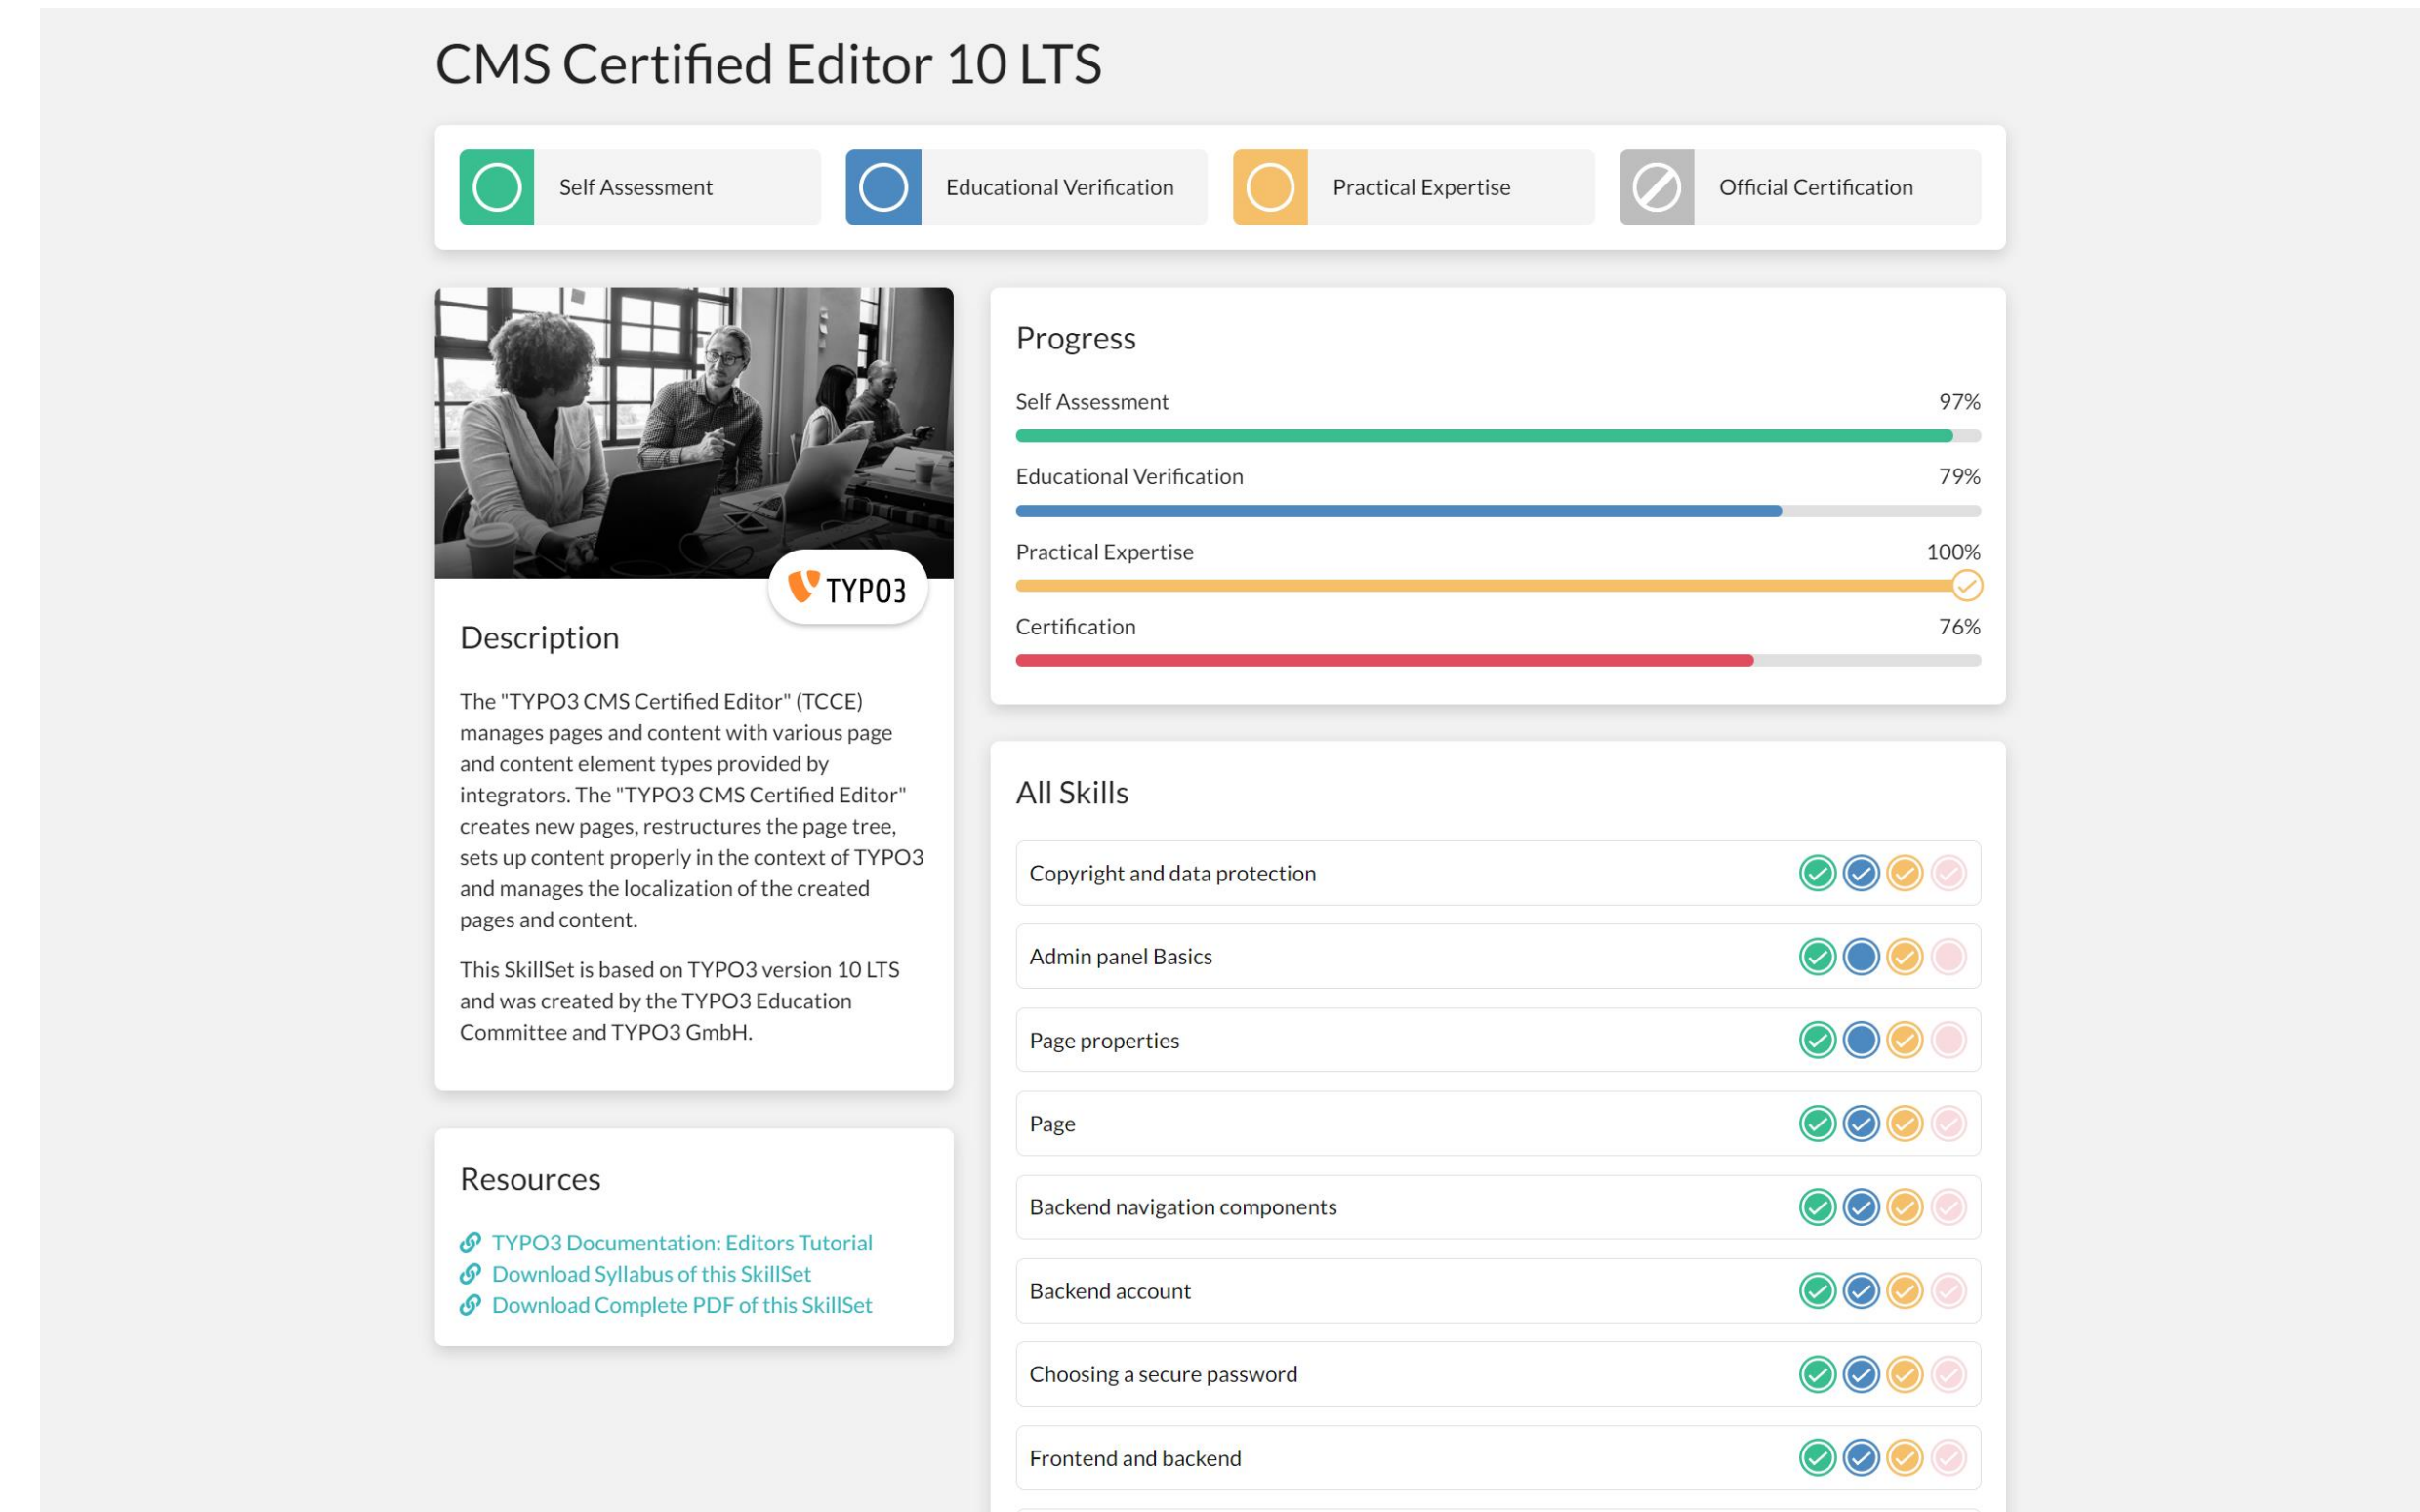 CMS Certified Editor 10 LTS
Self Assessment
Educational Verification
Practical Expertise
Official Certification
TYPO3
Description
The "TYPO3 CMS Certified Editor" (TCCE)
manages pages and content with various page
and content element types provided by
integrators. The "TYPO3 CMS Certified Editor"
creates new pages, restructures the page tree,
sets up content properly in the context of TYPO3
and manages the localization of the created
pages and content.
This SkillSet is based on TYPO3 version 10 LTS
and was created by the TYPO3 Education
Committee and TYPO3 GmbH.
Resources
TYPO3 Documentation: Editors Tutorial
Download Syllabus of this SkillSet
Download Complete PDF of this SkillSet
Progress
Self Assessment 97%
Educational Verification 79%
Practical Expertise 100%
Certification 76%
All Skills
Copyright and data protection
Admin panel Basics
Page properties
Page
Backend navigation components
Backend account
Choosing a secure password
Frontend and backend